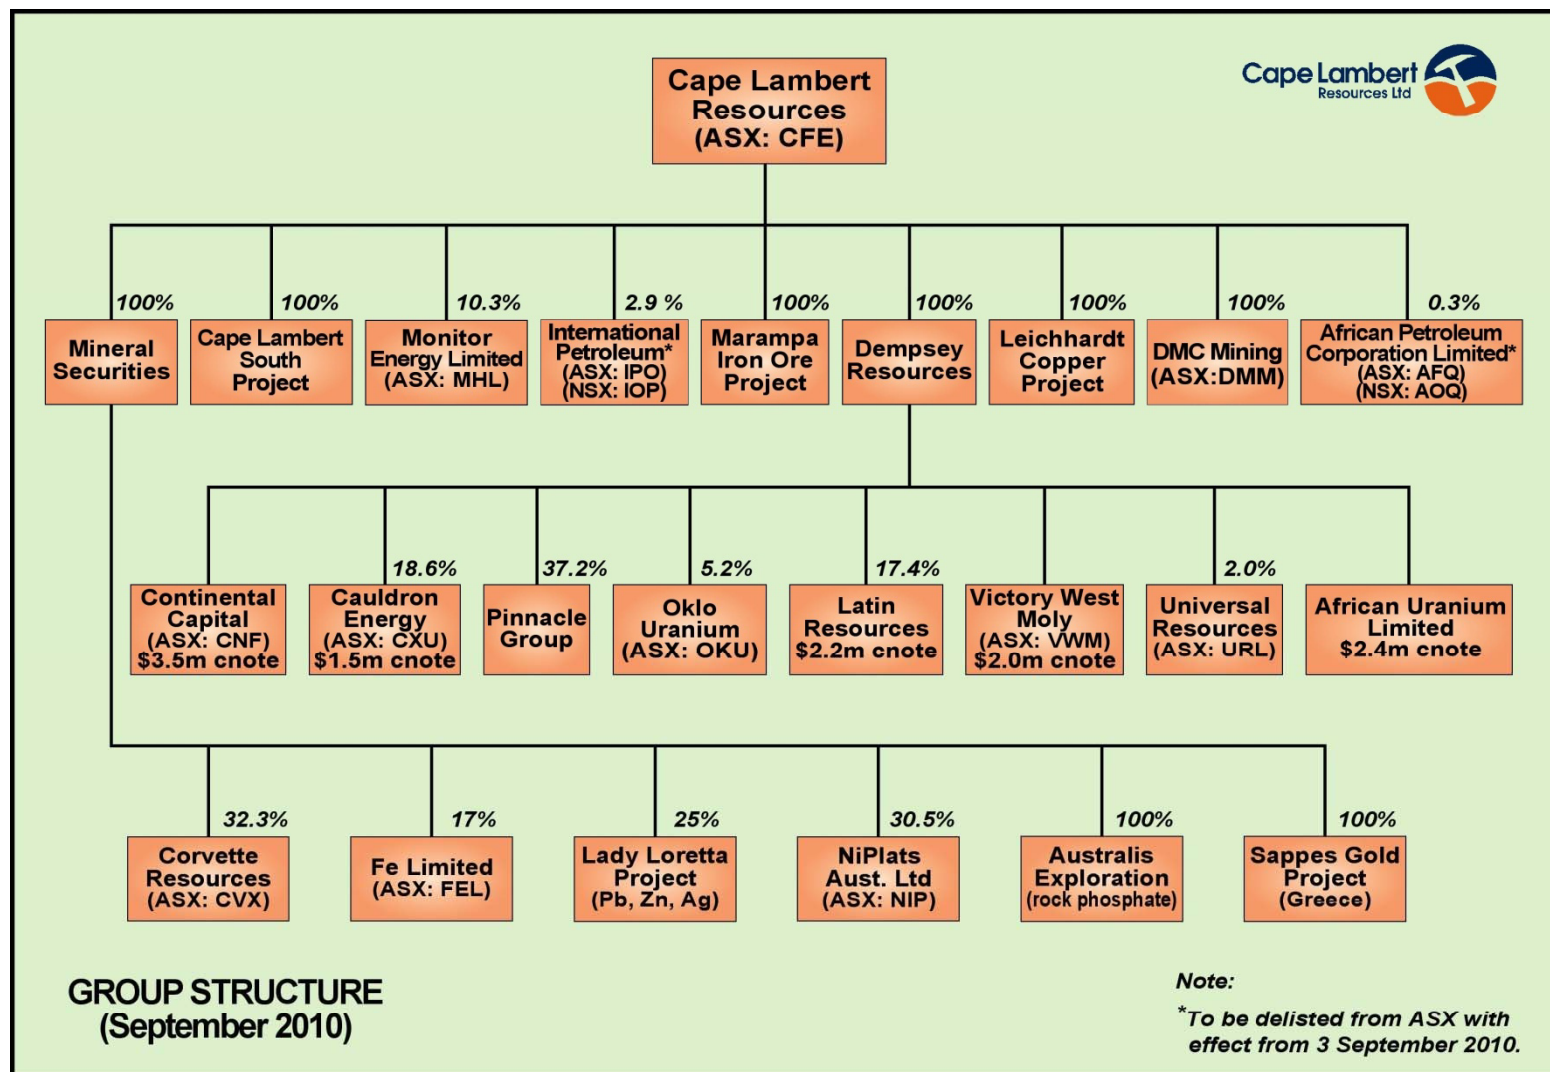 Cape Lambert
Resources Ltd
Cape Lambert
Resources
(ASX: CFE)
100%
100%
10.3%
2.9 %
100%
100%
100%
100%
0.3%
Mineral
Securities
Cape Lambert
South
Project
Monitor
Energy Limited
(ASX: MHL)
International
Petroleum*
(ASX: IPO)
(NSX: IOP)
Marampa
Iron Ore
Project
Dempsey
Resources
Leichhardt
Copper
Project
DMC Mining
(ASX:DMM)
African Petroleum
Corporation Limited*
(ASX: AFQ)
(NSX: AOQ)
18.6%
37.2%
5.2%
17.4%
2.0%
Continental
Capital
(ASX: CNF)
$3.5m cnote
Cauldron
Energy
(ASX: CXU)
$1.5m cnote
Pinnacle
Group
Oklo
Uranium
(ASX: OKU)
Latin
Resources
$2.2m cnote
Victory West
Moly
(ASX: VWM)
$2.0m cnote
Universal
Resources
(ASX: URL)
African Uranium
Limited
$2.4m cnote
32.3%
17%
25%
30.5%
100%
100%
Corvette
Resources
(ASX: CVX)
Fe Limited
(ASX: FEL)
Lady Loretta
Project
(Pb, Zn, Ag)
NiPlats
Aust. Ltd
(ASX: NIP)
Australis
Exploration
(rock phosphate)
Sappes Gold
Project
(Greece)
GROUP STRUCTURE
(September 2010)
Note:
*To be delisted from ASX with
effect from 3 September 2010.